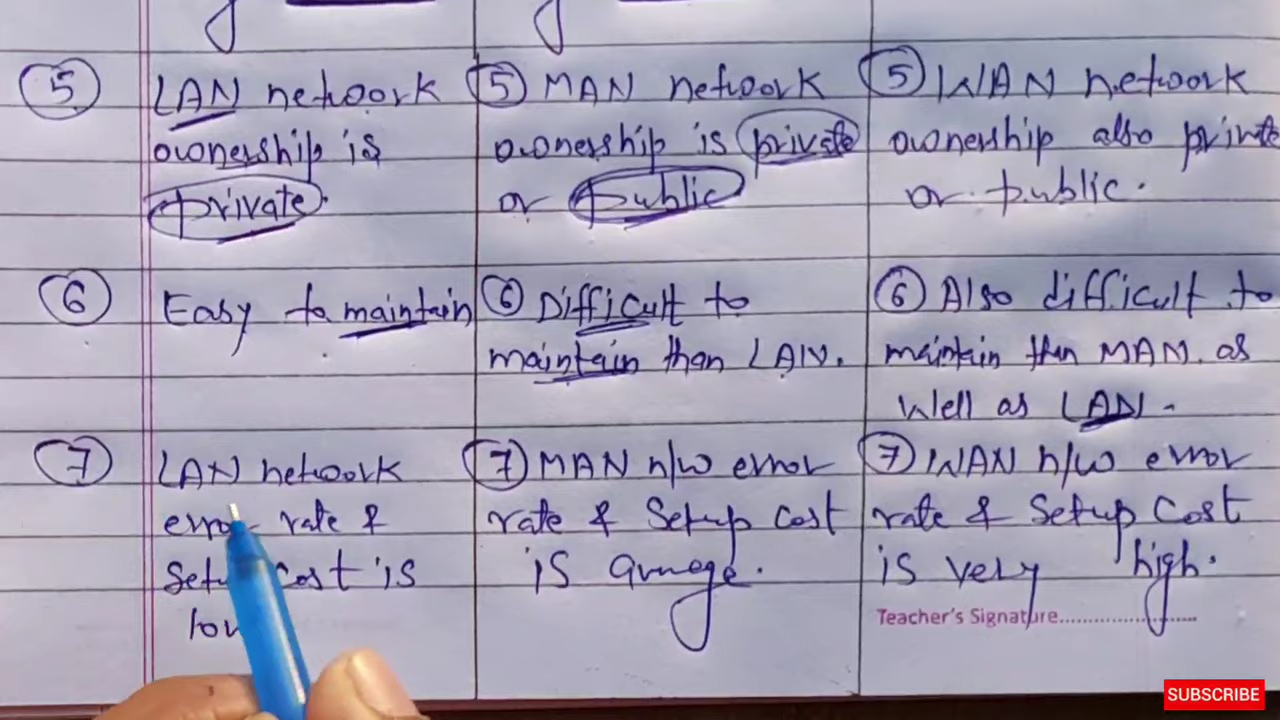 5 LAN network
ownership is
private.
5 MAN network
ownership is private
or public
5 WAN network
ownership also private
or public.
6 Easy to maintain
6 Difficult to
maintain than LAN.
6 Also difficult to
maintain than MAN. as
well as LAN.
7 LAN network
error rate &
Setup cost is
low
7 MAN n/w error
rate & Setup cost
is
7 WAN n/w error
rate & Setup cost
is very high.
Teacher's Signature....................
SUBSCRIBE